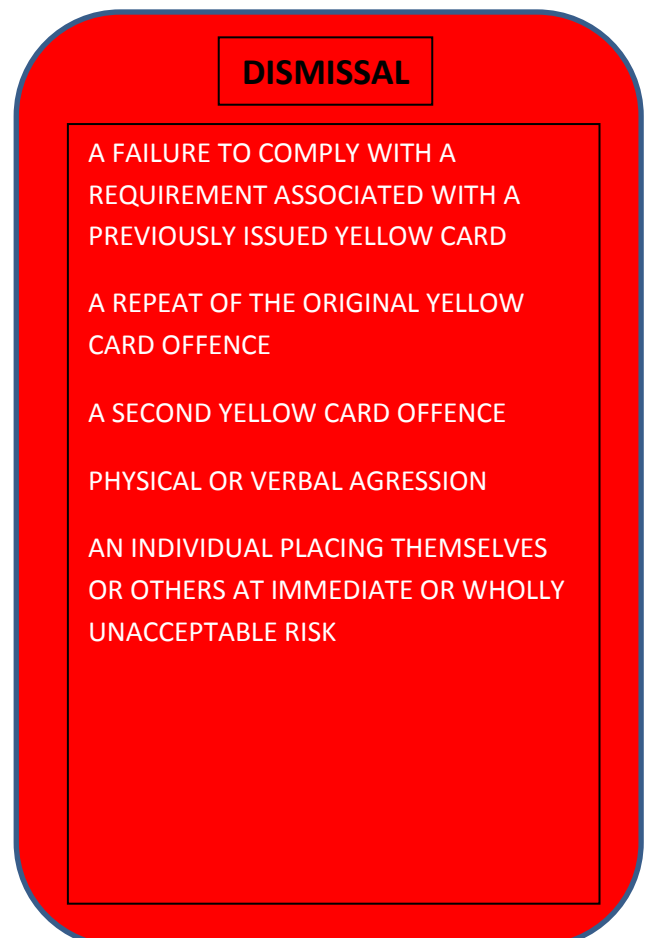 DISMISSAL
A FAILURE TO COMPLY WITH A
REQUIREMENT ASSOCIATED WITH A
PREVIOUSLY ISSUED YELLOW CARD
A REPEAT OF THE ORIGINAL YELLOW
CARD OFFENCE
A SECOND YELLOW CARD OFFENCE
PHYSICAL OR VERBAL AGRESSION
AN INDIVIDUAL PLACING THEMSELVES
OR OTHERS AT IMMEDIATE OR WHOLLY
UNACCEPTABLE RISK